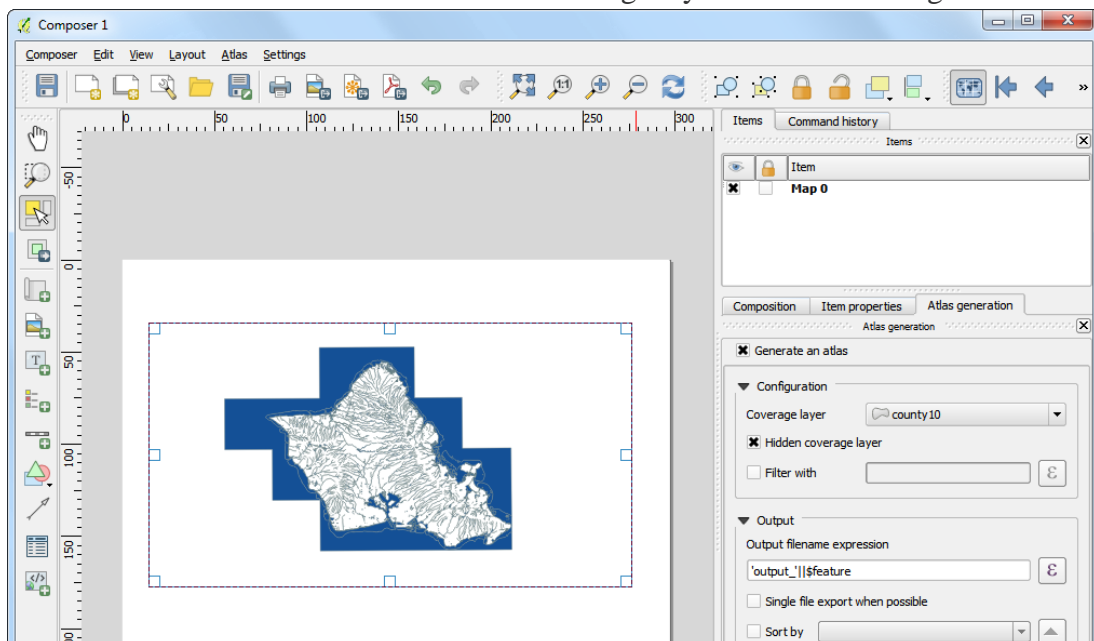 Composer 1
Composer Edit View Layout Atlas Settings
1:1
»
0 50 100 150 200 250 300
-50
0
50
100
150
T
</>
Items Command history
Items
Item
Map 0
Composition Item properties Atlas generation
Atlas generation
Generate an atlas
Configuration
Coverage layer county10
Hidden coverage layer
Filter with ε
Output
Output filename expression
'output_'||$feature ε
Single file export when possible
Sort by